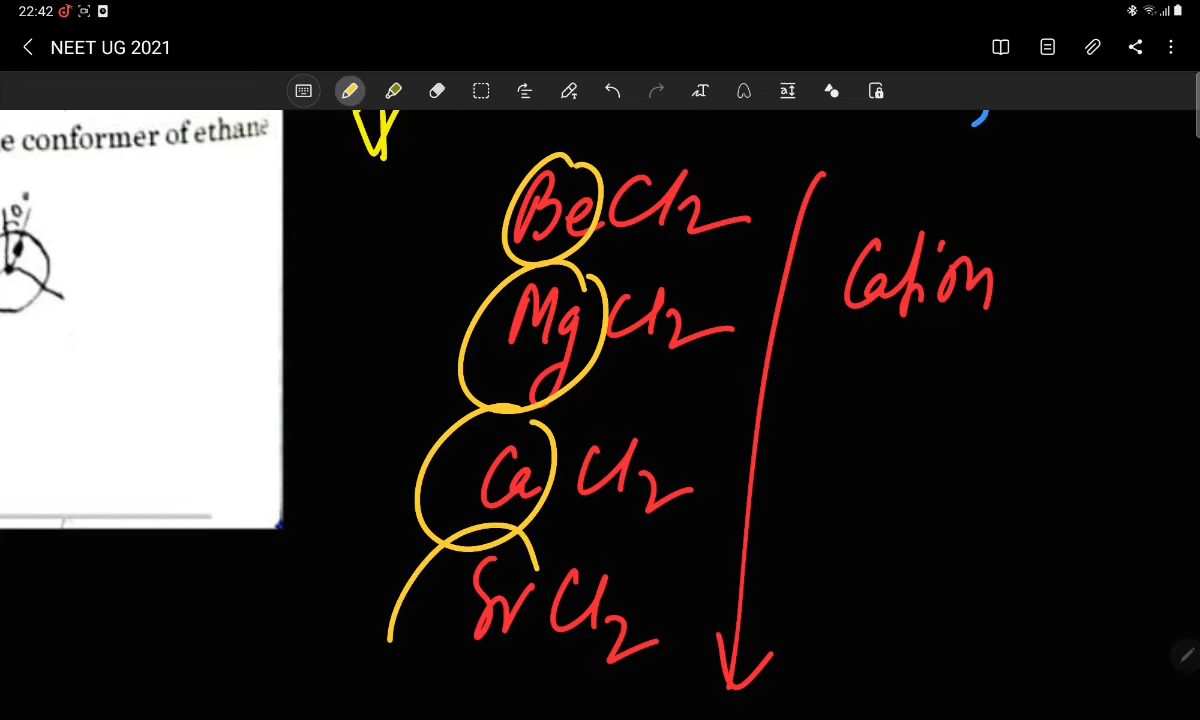 22:42
NEET UG 2021
e conformer of ethane
BeCl2
MgCl2
Cation
CaCl2
SrCl2